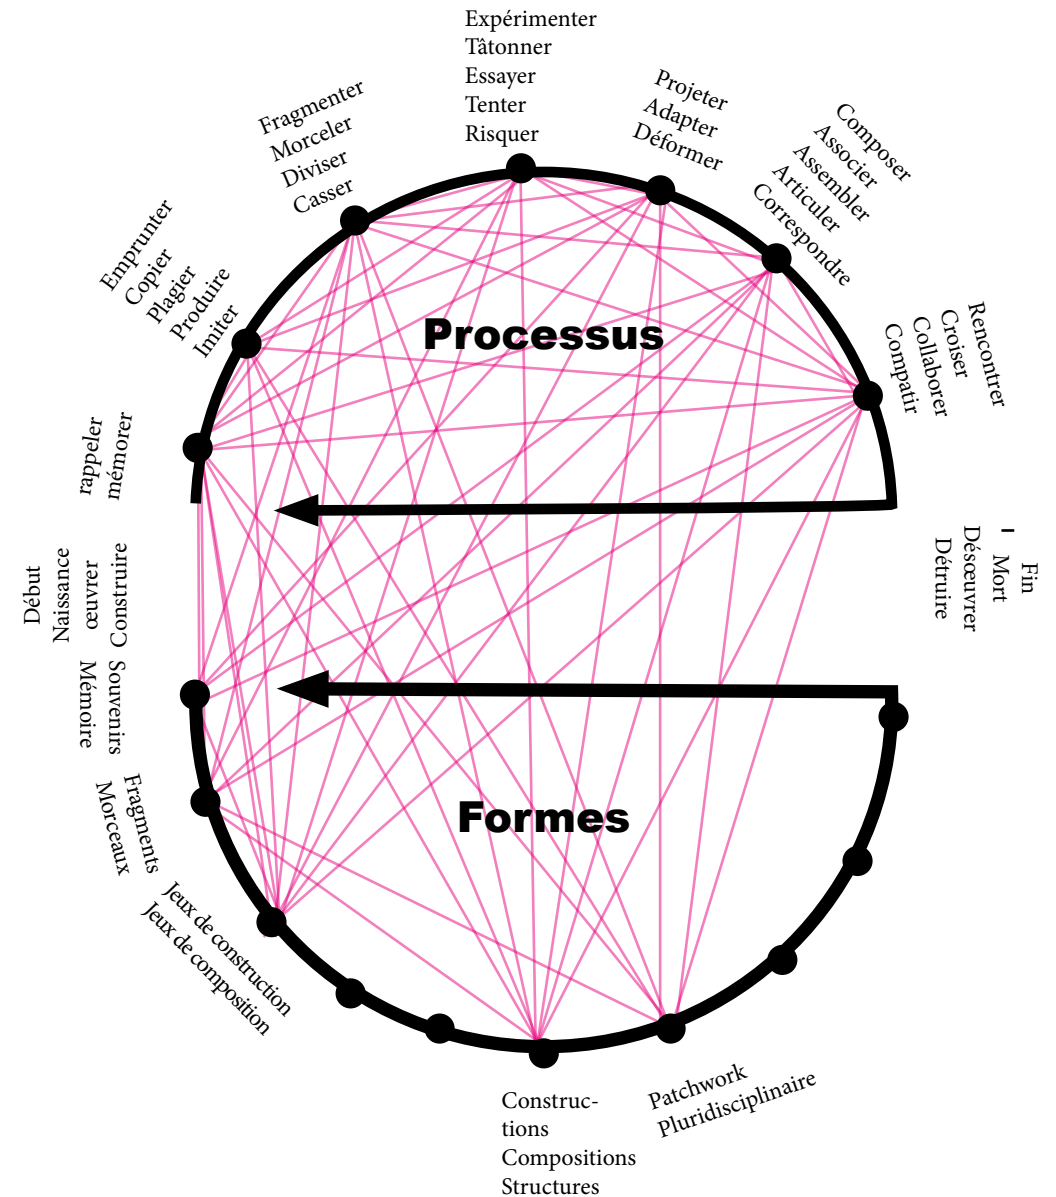 Expérimenter
Tâtonner
Essayer
Tenter
Risquer
Projeter
Adapter
Déformer
Composer
Associer
Assembler
Articuler
Correspondre
Rencontrer
Croiser
Collaborer
Compatir
Fragmenter
Morceler
Diviser
Casser
Emprunter
Copier
Plagier
Produire
Imiter
rappeler
mémorer
Processus
Début
Naissance
œuvrer
Construire
Fin
Mort
Désœuvrer
Détruire
Souvenirs
Mémoire
Fragments
Morceaux
Formes
Jeux de construction
Jeux de composition
Construc-
tions
Compositions
Structures
Patchwork
Pluridisciplinaire